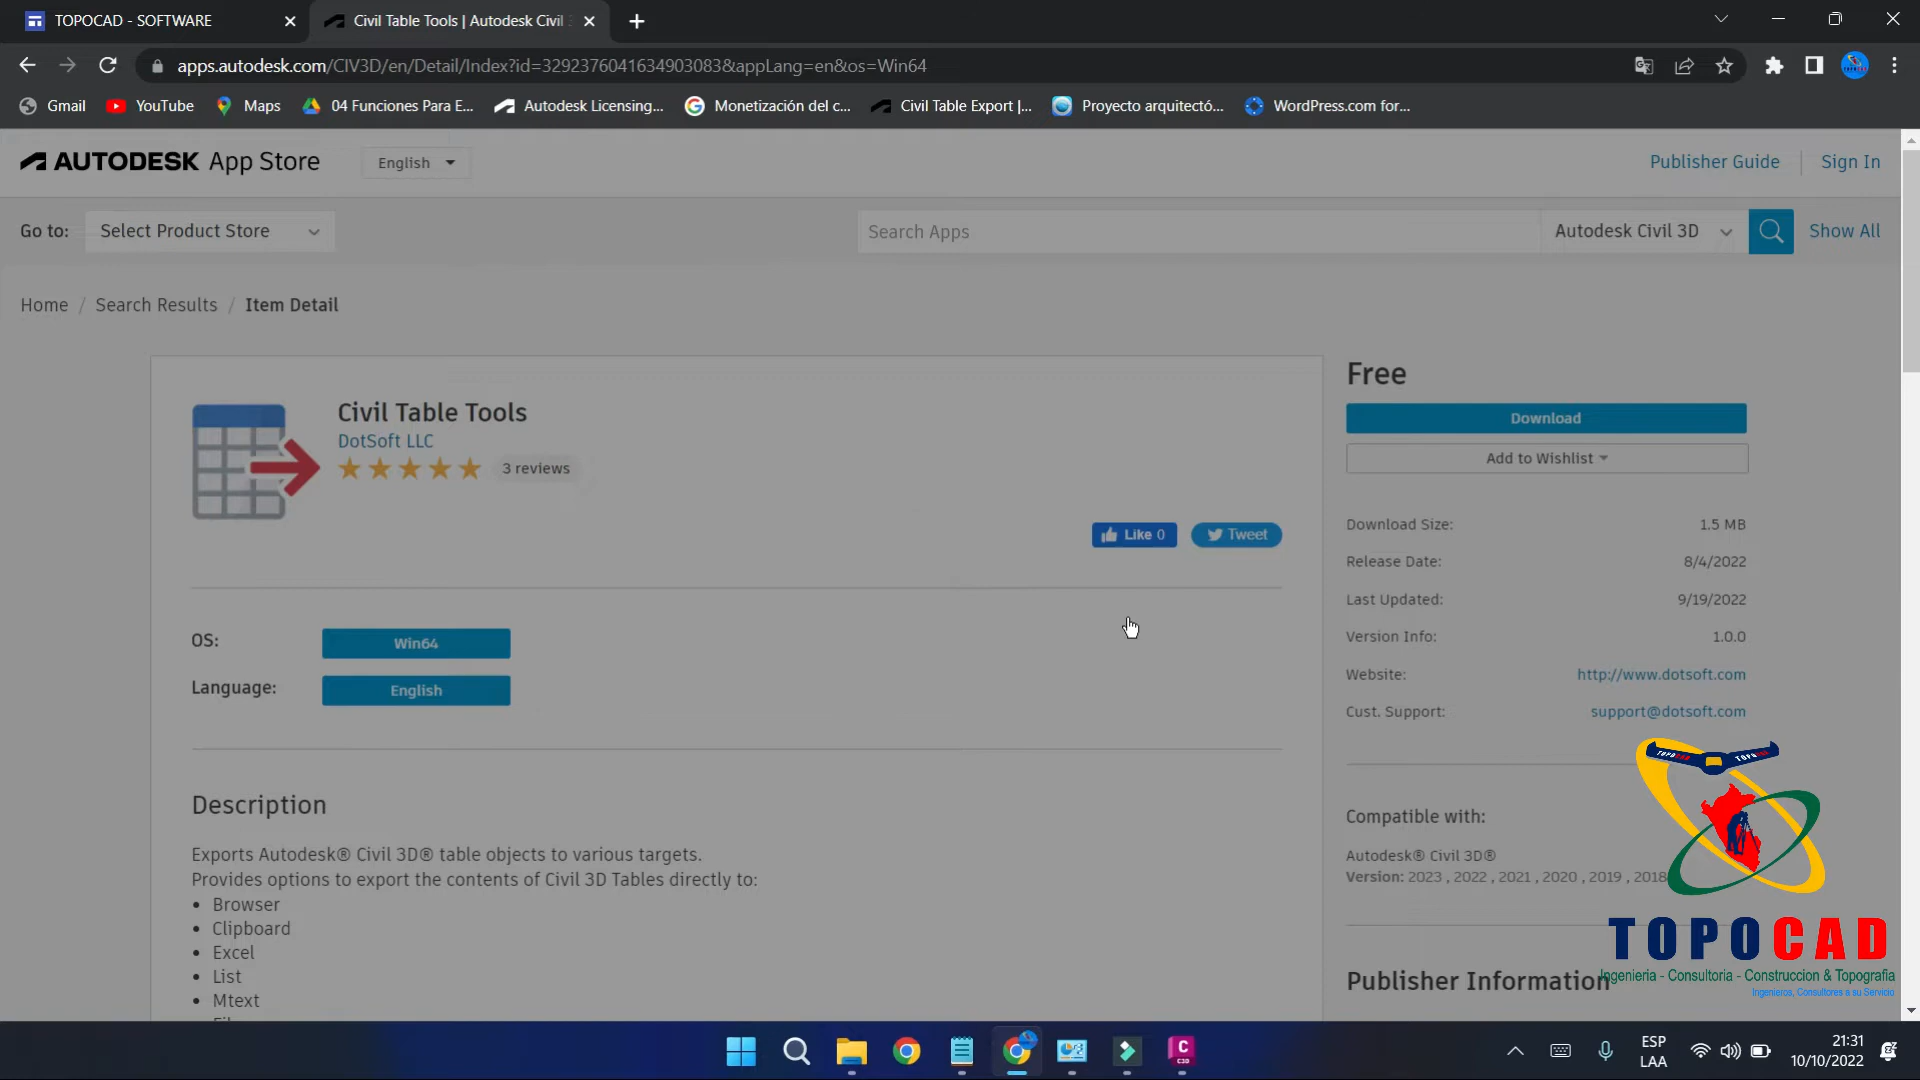 TOPOCAD - SOFTWARE
Civil Table Tools | Autodesk Civil
apps.autodesk.com/CIV3D/en/Detail/Index?id=3292376041634903083&appLang=en&os=Win64
Gmail YouTube Maps 04 Funciones Para E... Autodesk Licensing... Monetización del c... Civil Table Export |... Proyecto arquitectó... WordPress.com for...
AUTODESK App Store English Publisher Guide Sign In
Go to: Select Product Store Search Apps Autodesk Civil 3D Show All
Home / Search Results / Item Detail
Civil Table Tools
DotSoft LLC
3 reviews
Like 0 Tweet
OS: Win64
Language: English
Description
Exports Autodesk® Civil 3D® table objects to various targets.
Provides options to export the contents of Civil 3D Tables directly to:
• Browser
• Clipboard
• Excel
• List
• Mtext
Free
Download
Add to Wishlist
Download Size: 1.5 MB
Release Date: 8/4/2022
Last Updated: 9/19/2022
Version Info: 1.0.0
Website: http://www.dotsoft.com
Cust. Support: support@dotsoft.com
Compatible with:
Autodesk® Civil 3D®
Version: 2023 , 2022 , 2021 , 2020 , 2019 , 2018
Publisher Information
TOPOCAD TOPOCAD
TOPOCAD
Ingenieria - Consultoria - Construccion & Topografia
Ingenieros, Consultores a su Servicio
C
C3D
ESP
LAA
21:31
10/10/2022